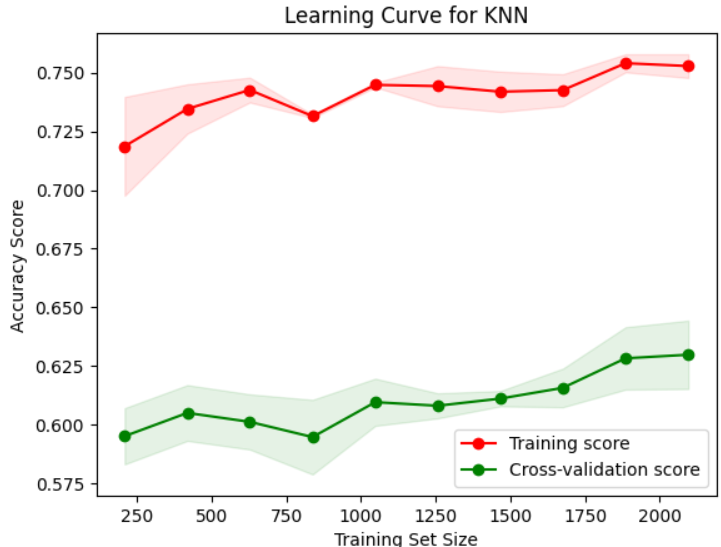 Learning Curve for KNN
Accuracy Score
0.750
0.725
0.700
0.675
0.650
0.625
0.600
0.575
Training score
Cross-validation score
250 500 750 1000 1250 1500 1750 2000
Training Set Size